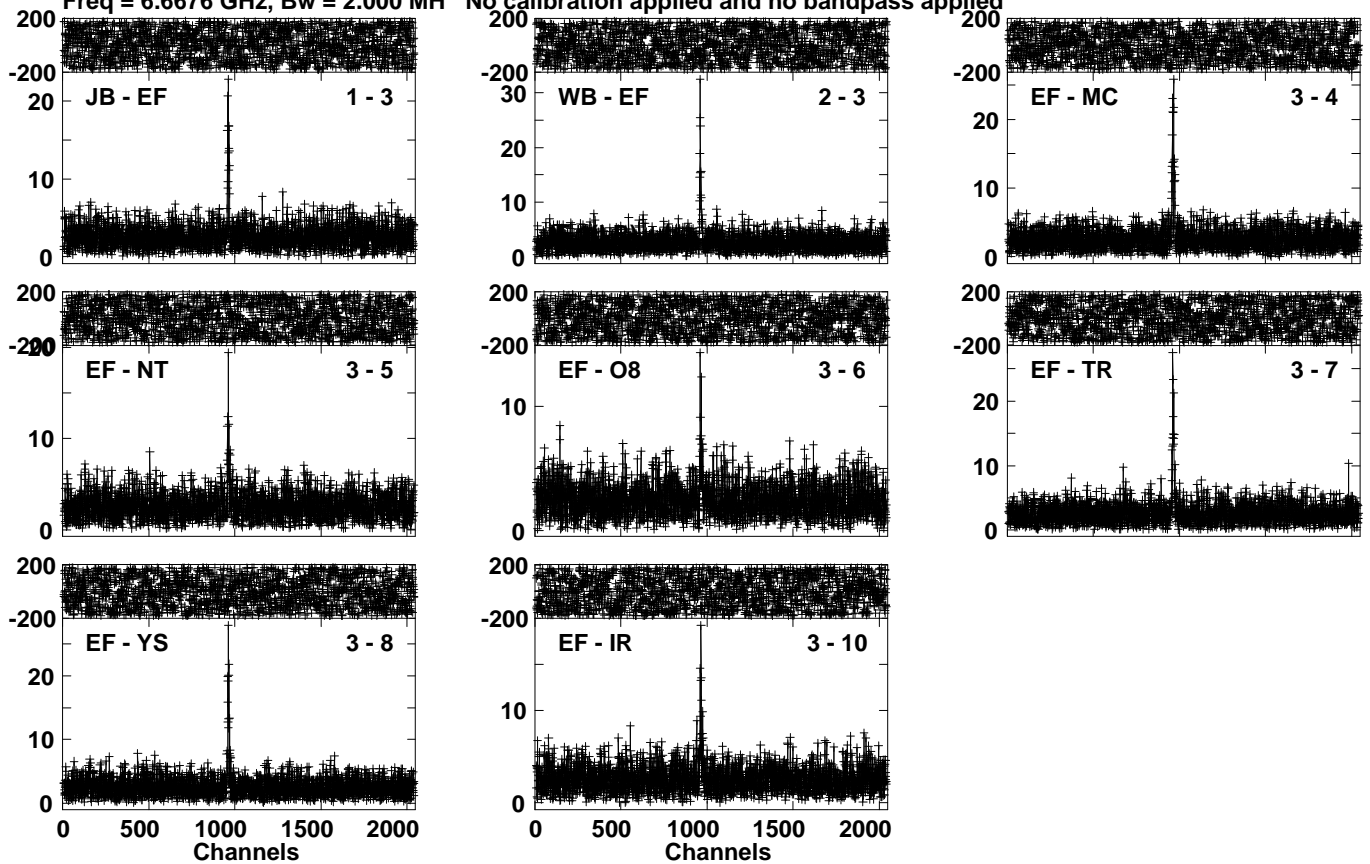 Freq = 6.6676 GHz, Bw = 2.000 MH No calibration applied and no bandpass applied
200 200 200
-200 -200 -200
JB - EF 1 - 3 WB - EF 2 - 3 EF - MC 3 - 4
20 30 20
10 20 10
0 10 0
0
200 200 200
-200 -200 -200
20
EF - NT 3 - 5 EF - O8 3 - 6 EF - TR 3 - 7
10 10 20
0 0 10
0
200 200
-200 -200
EF - YS 3 - 8 EF - IR 3 - 10
20 10
10 0
0
0 500 1000 1500 2000 0 500 1000 1500 2000
Channels Channels